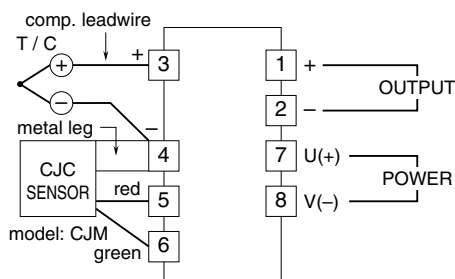 comp. leadwire
T / C
+
+
3
−
−
metal leg
4
CJC
SENSOR
red
5
model: CJM
green
6
1
+
OUTPUT
2
–
7
U(+)
POWER
8
V(–)